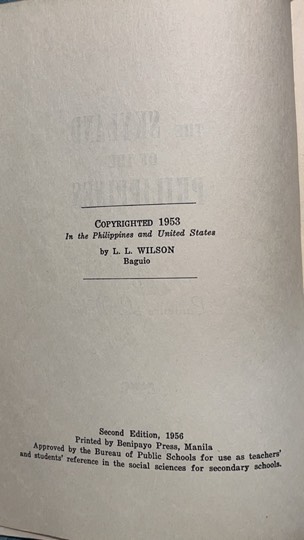 COPYRIGHTED 1953
In the Philippines and United States
by L. L. WILSON
Baguio
Second Edition, 1956
Printed by Benipayo Press, Manila
Approved by the Bureau of Public Schools for use as teachers'
and students' reference in the social sciences for secondary schools.